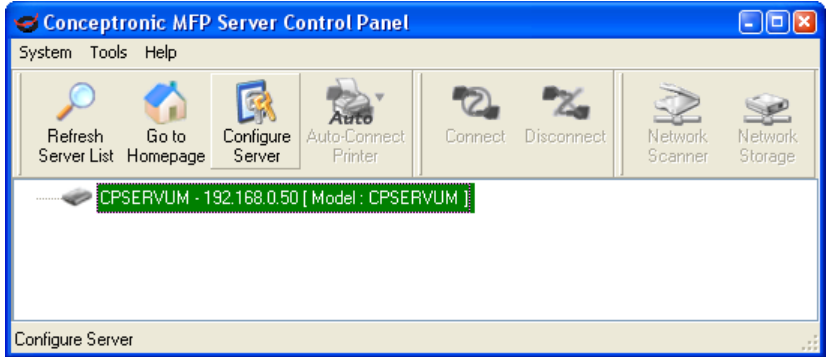 Conceptronic MFP Server Control Panel
System Tools Help
Refresh Server List
Go to Homepage
Configure Server
Auto
Auto-Connect Printer
Connect
Disconnect
Network Scanner
Network Storage
CPSERVUM - 192.168.0.50 [ Model : CPSERVUM ]
Configure Server